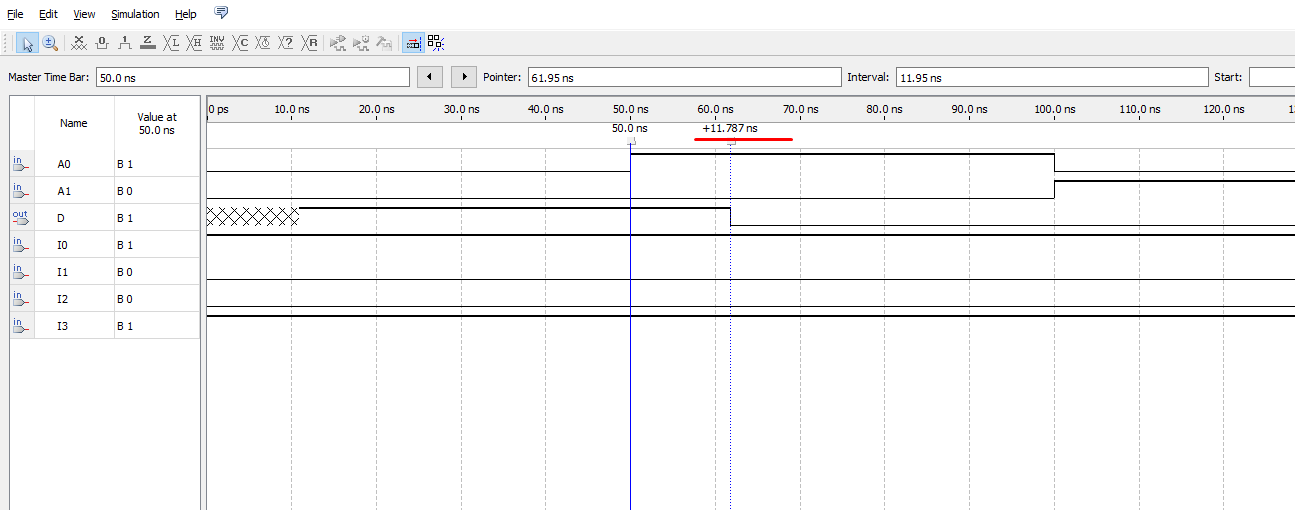 File Edit View Simulation Help
0 1 Z L H INV C ? R
Master Time Bar: 50.0 ns Pointer: 61.95 ns Interval: 11.95 ns Start:
Name Value at 50.0 ns
0 ps 10.0 ns 20.0 ns 30.0 ns 40.0 ns 50.0 ns 60.0 ns 70.0 ns 80.0 ns 90.0 ns 100.0 ns 110.0 ns 120.0 ns
50.0 ns +11.787 ns
in A0 B 1
in A1 B 0
out D B 1
in I0 B 1
in I1 B 0
in I2 B 0
in I3 B 1